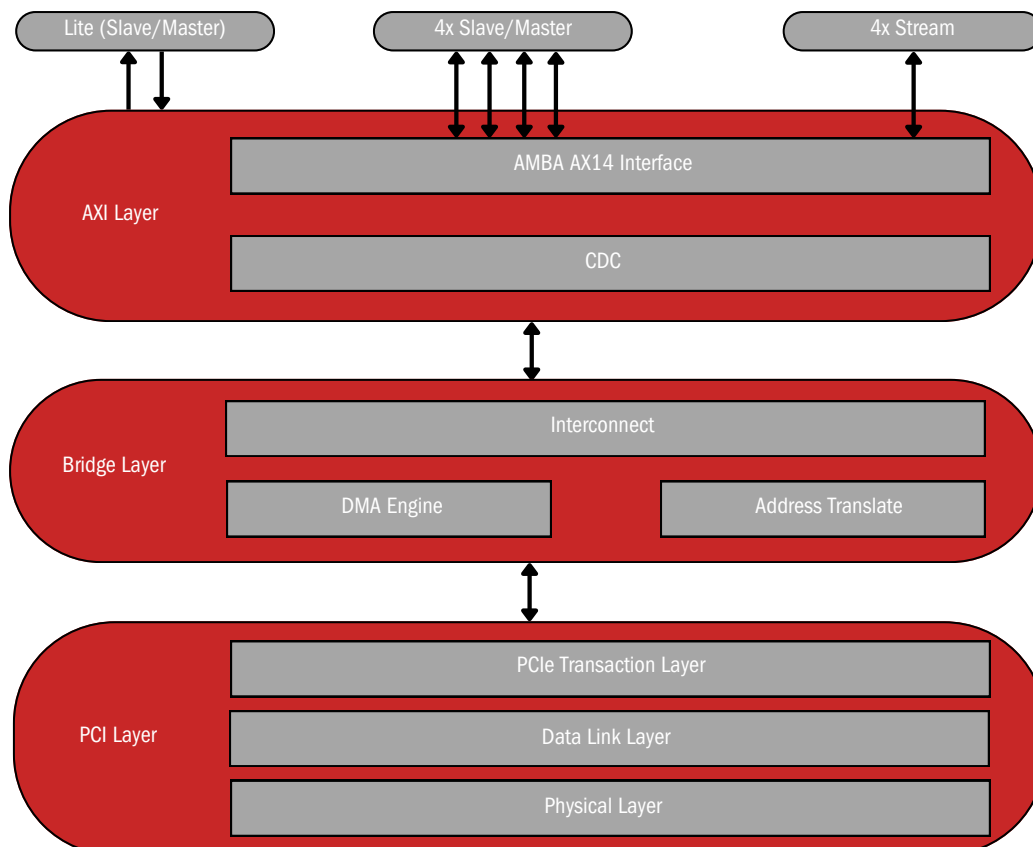 Lite (Slave/Master)
4x Slave/Master
4x Stream
AMBA AX14 Interface
AXI Layer
CDC
Interconnect
Bridge Layer
DMA Engine
Address Translate
PCIe Transaction Layer
PCI Layer
Data Link Layer
Physical Layer